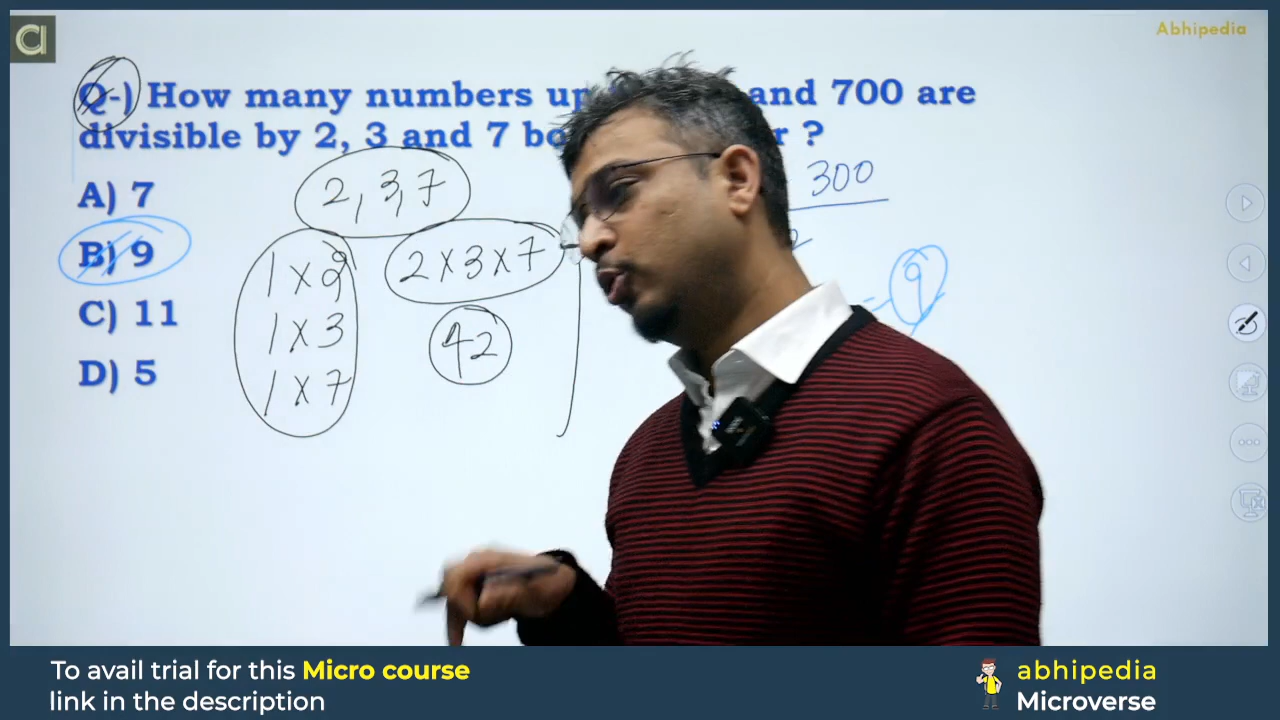 Abhipedia
Q-) How many numbers up and 700 are
divisible by 2, 3 and 7 bo r ?
A) 7
B) 9
C) 11
D) 5
2, 3, 7
1 x 2
1 x 3
1 x 7
2 x 3 x 7
42
300
2
= 9
To avail trial for this Micro course
link in the description
abhipedia
Microverse